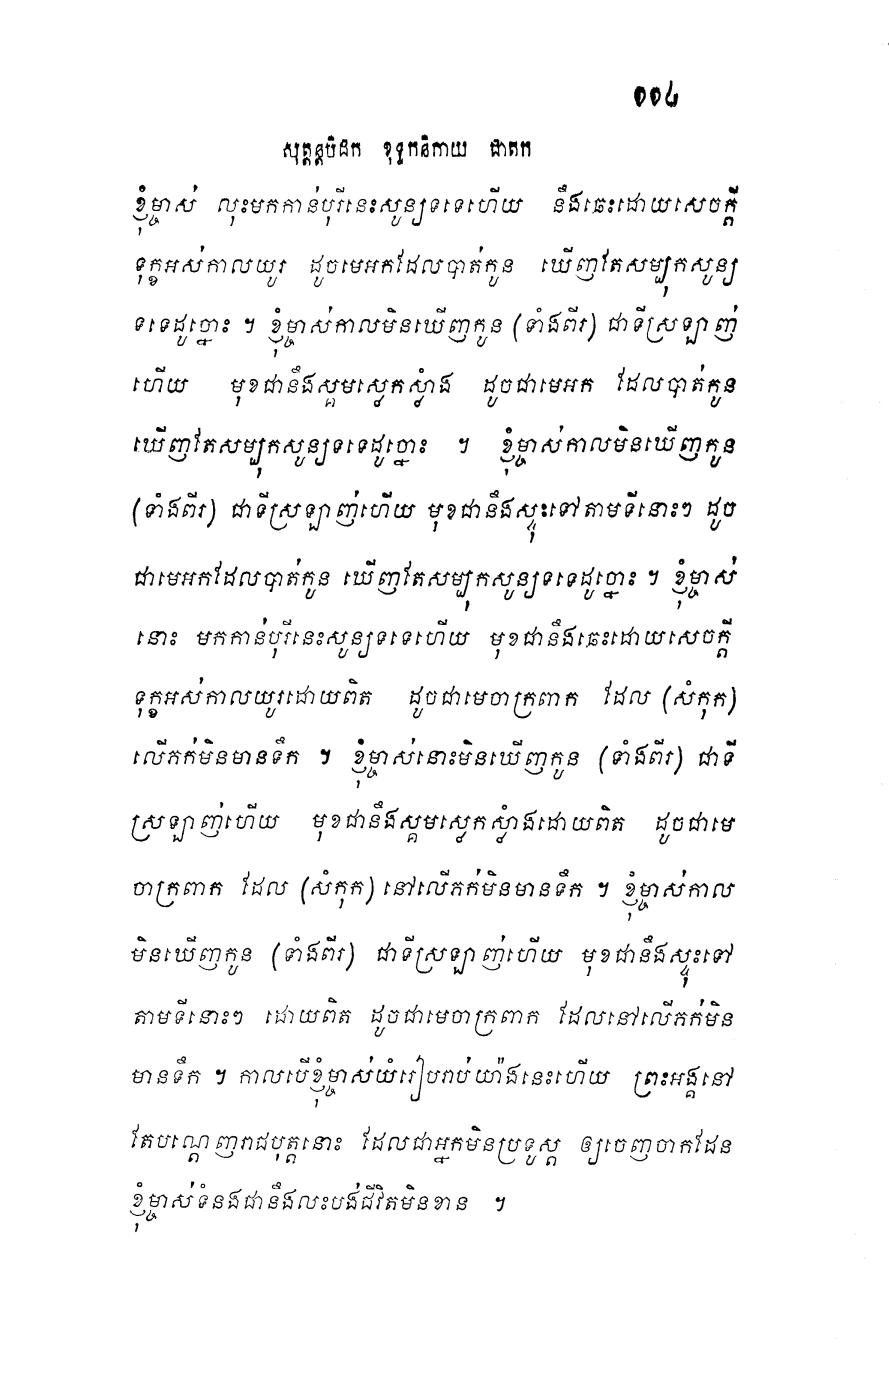 ១១៤
សុត្តន្តបិដក ខុទ្ទកនិកាយ ជាតក
ខ្ញុំម្ចាស់ លុះមកកាន់បុរីនេះសូន្យទទេហើយ នឹងឆេះដោយសេចក្ដី
ទុក្ខអស់កាលយូរ ដូចមេអកដែលបាត់កូន ឃើញតែសម្បុកសូន្យ
ទទេដូច្នោះ ។ ខ្ញុំម្ចាស់កាលមិនឃើញកូន (ទាំងពីរ) ជាទីស្រឡាញ់
ហើយ មុខជានឹងស្គមស្លេកស្លាំង ដូចជាមេអក ដែលបាត់កូន
ឃើញតែសម្បុកសូន្យទទេដូច្នោះ ។ ខ្ញុំម្ចាស់កាលមិនឃើញកូន
(ទាំងពីរ) ជាទីស្រឡាញ់ហើយ មុខជានឹងស្ទុះទៅតាមទីនោះៗ ដូច
ជាមេអកដែលបាត់កូន ឃើញតែសម្បុកសូន្យទទេដូច្នោះ ។ ខ្ញុំម្ចាស់
នោះ មកកាន់បុរីនេះសូន្យទទេហើយ មុខជានឹងឆេះដោយសេចក្ដី
ទុក្ខអស់កាលយូរដោយពិត ដូចជាមេចាក្រពាក ដែល (សំកុក)
លើភក់មិនមានទឹក ។ ខ្ញុំម្ចាស់នោះមិនឃើញកូន (ទាំងពីរ) ជាទី
ស្រឡាញ់ហើយ មុខជានឹងស្គមស្លេកស្លាំងដោយពិត ដូចជាមេ
ចាក្រពាក ដែល (សំកុក) នៅលើភក់មិនមានទឹក ។ ខ្ញុំម្ចាស់កាល
មិនឃើញកូន (ទាំងពីរ) ជាទីស្រឡាញ់ហើយ មុខជានឹងស្ទុះទៅ
តាមទីនោះៗ ដោយពិត ដូចជាមេចាក្រពាក ដែលនៅលើភក់មិន
មានទឹក ។ កាលបើខ្ញុំម្ចាស់យំរៀបរាប់យ៉ាងនេះហើយ ព្រះអង្គនៅ
តែបណ្ដេញរាជបុត្តនោះ ដែលជាអ្នកមិនប្រទូស្ត ឲ្យចេញចាកដែន
ខ្ញុំម្ចាស់ទំនងជានឹងលះបង់ជីវិតមិនខាន ។